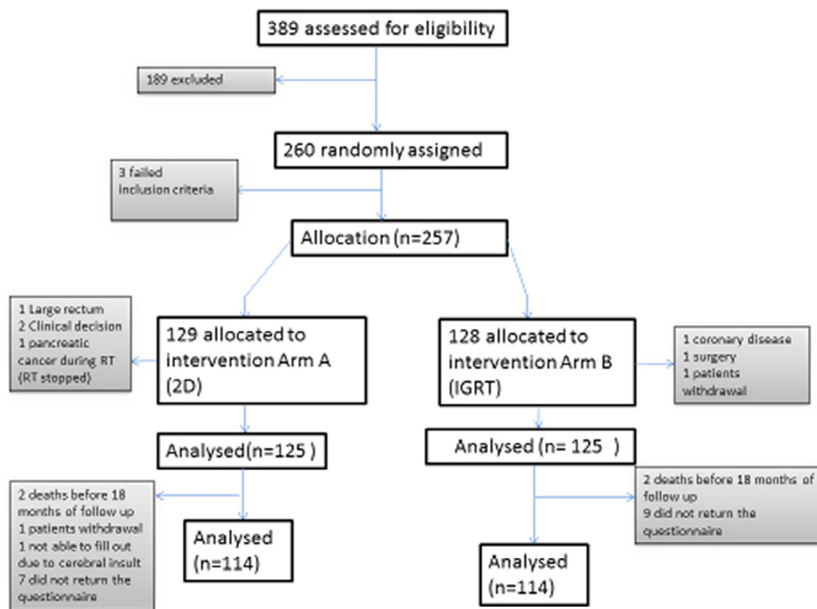 389 assessed for eligibility
189 excluded
260 randomly assigned
3 failed
inclusion criteria
Allocation (n=257)
1 Large rectum
2 Clinical decision
1 pancreatic
cancer during RT
(RT stopped)
129 allocated to
intervention Arm A
(2D)
128 allocated to
intervention Arm B
(IGRT)
1 coronary disease
1 surgery
1 patients
withdrawal
Analysed(n=125 )
Analysed (n= 125 )
2 deaths before 18
months of follow up
1 patients withdrawal
1 not able to fill out
due to cerebral insult
7 did not return the
questionnaire
Analysed
(n=114)
2 deaths before 18 months of
follow up
9 did not return the
questionnaire
Analysed
(n=114)